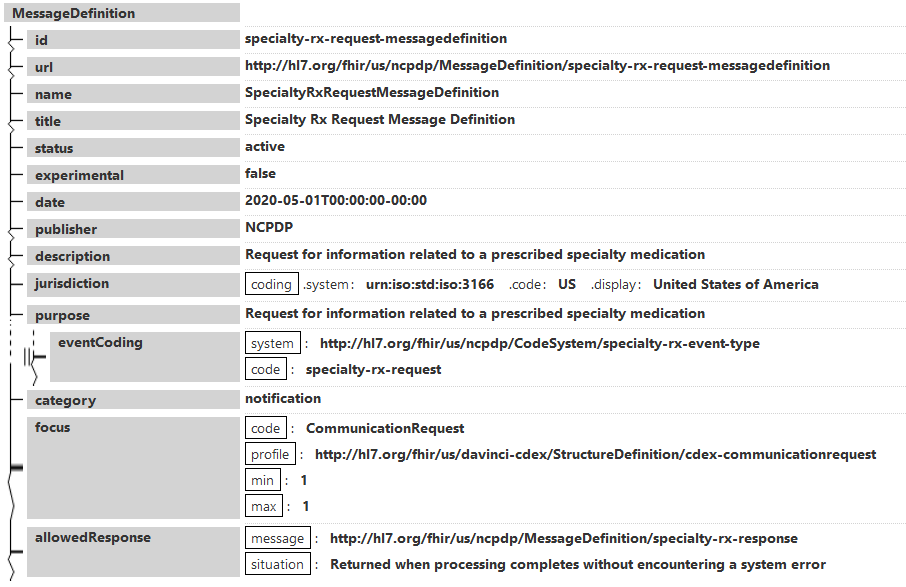 MessageDefinition
id specialty-rx-request-messagedefinition
url http://hl7.org/fhir/us/ncpdp/MessageDefinition/specialty-rx-request-messagedefinition
name SpecialtyRxRequestMessageDefinition
title Specialty Rx Request Message Definition
status active
experimental false
date 2020-05-01T00:00:00-00:00
publisher NCPDP
description Request for information related to a prescribed specialty medication
jurisdiction coding .system: urn:iso:std:iso:3166 .code: US .display: United States of America
purpose Request for information related to a prescribed specialty medication
eventCoding system : http://hl7.org/fhir/us/ncpdp/CodeSystem/specialty-rx-event-type
code : specialty-rx-request
category notification
focus code : CommunicationRequest
profile : http://hl7.org/fhir/us/davinci-cdex/StructureDefinition/cdex-communicationrequest
min : 1
max : 1
allowedResponse message : http://hl7.org/fhir/us/ncpdp/MessageDefinition/specialty-rx-response
situation : Returned when processing completes without encountering a system error